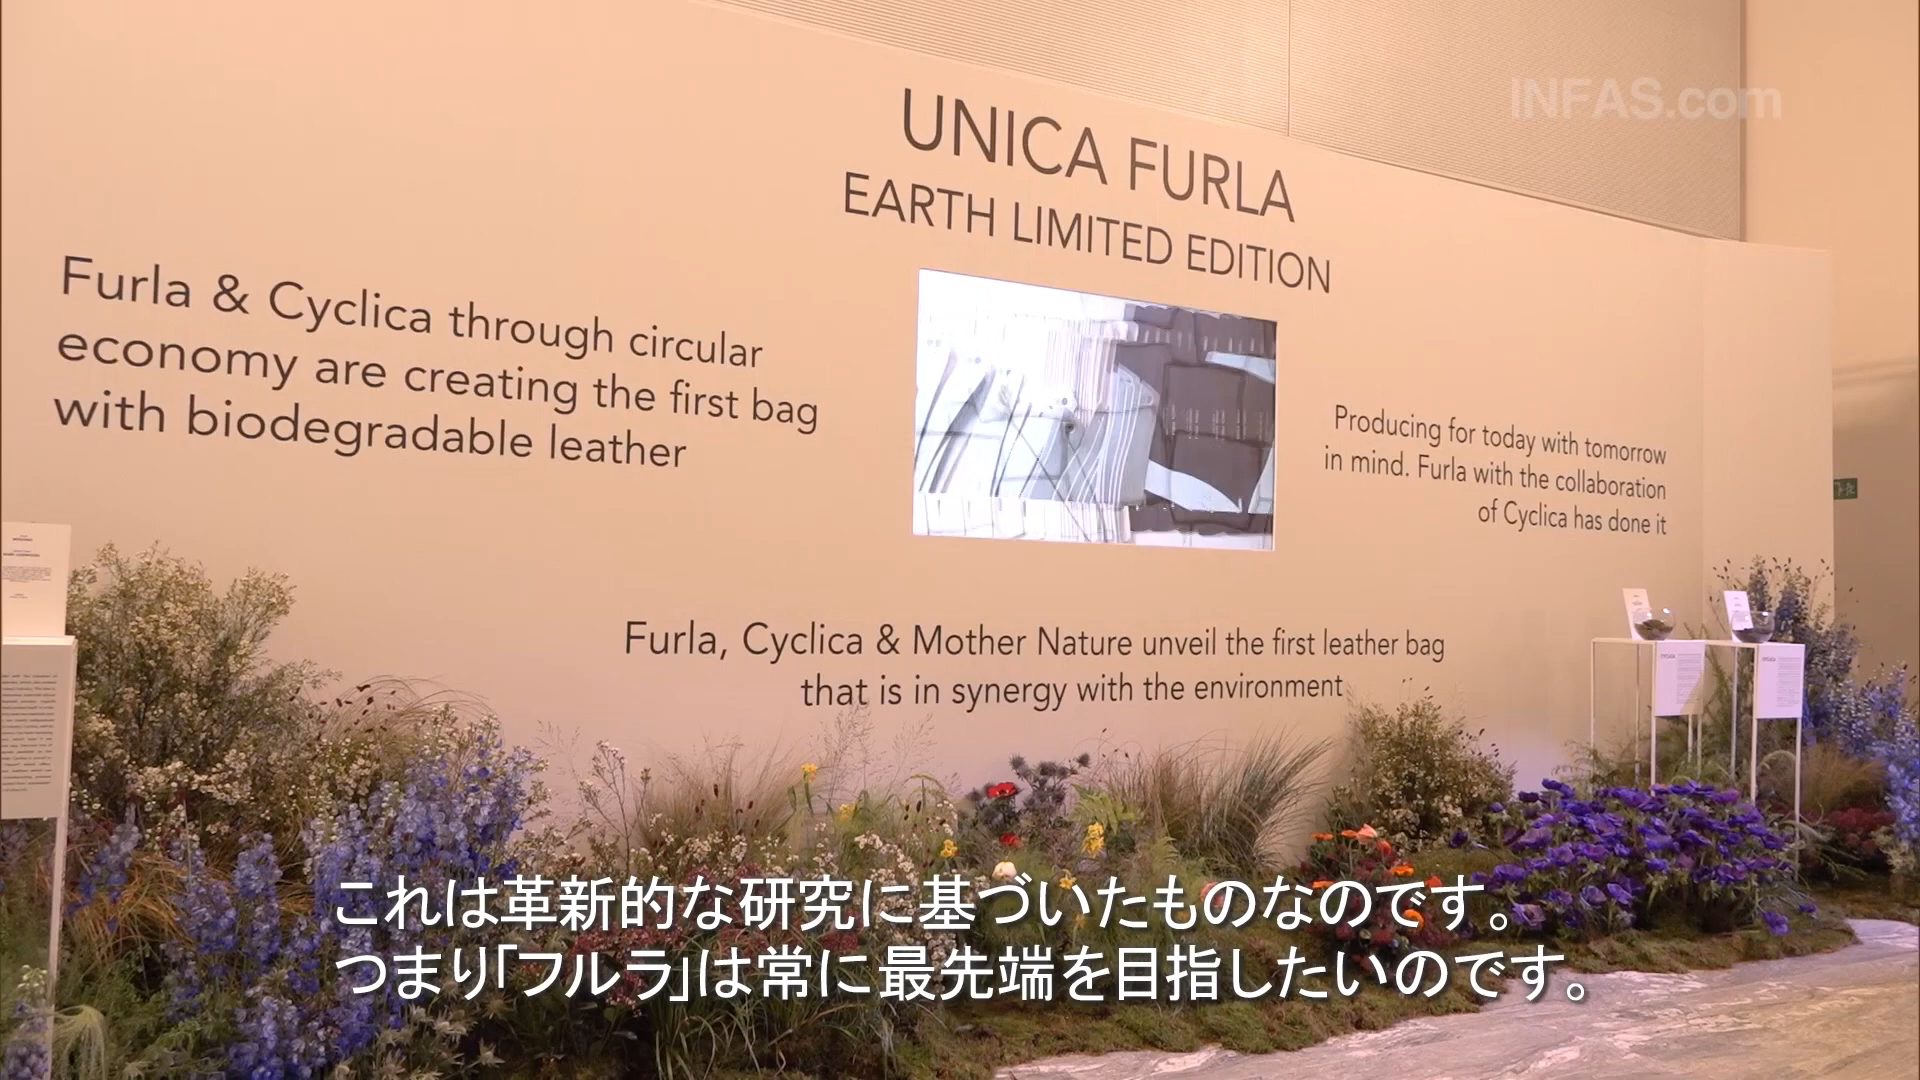 INFAS.com
UNICA FURLA
EARTH LIMITED EDITION
Furla & Cyclica through circular
economy are creating the first bag
with biodegradable leather
Producing for today with tomorrow
in mind. Furla with the collaboration
of Cyclica has done it
Furla, Cyclica & Mother Nature unveil the first leather bag
that is in synergy with the environment
これは革新的な研究に基づいたものなのです。
つまり「フルラ」は常に最先端を目指したいのです。